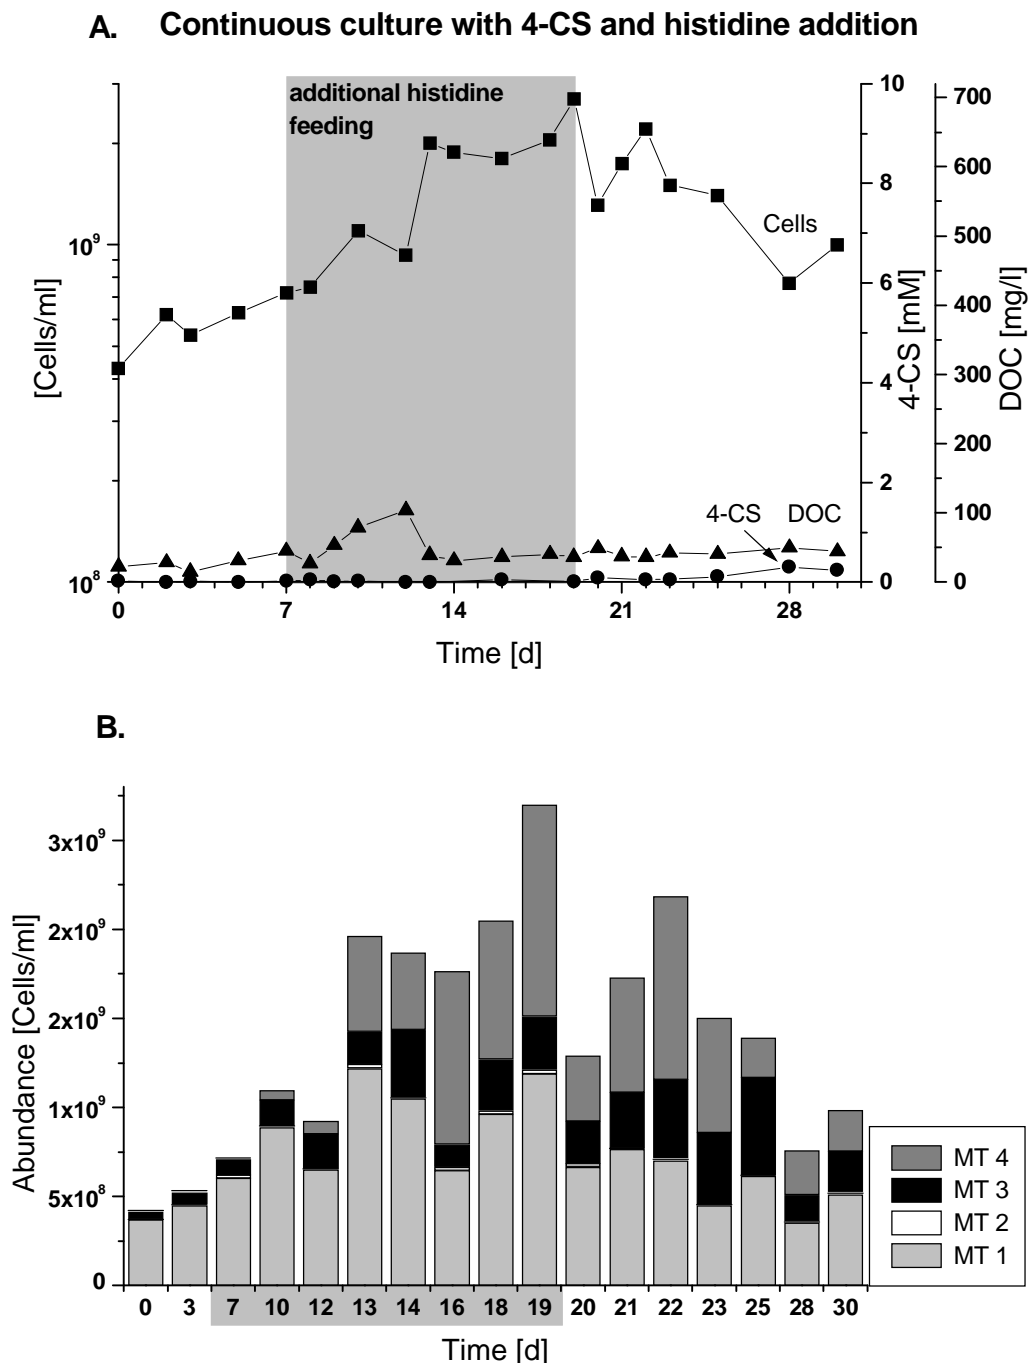 A. Continuous culture with 4-CS and histidine addition
additional histidine
feeding
10⁹
10⁸
[Cells/ml]
Cells
4-CS DOC
10
8
6
4
2
0
4-CS [mM]
700
600
500
400
300
200
100
0
DOC [mg/l]
0 7 14 21 28
Time [d]
B.
3x10⁹
2x10⁹
2x10⁹
1x10⁹
5x10⁸
0
Abundance [Cells/ml]
MT 4
MT 3
MT 2
MT 1
0 3 7 10 12 13 14 16 18 19 20 21 22 23 25 28 30
Time [d]